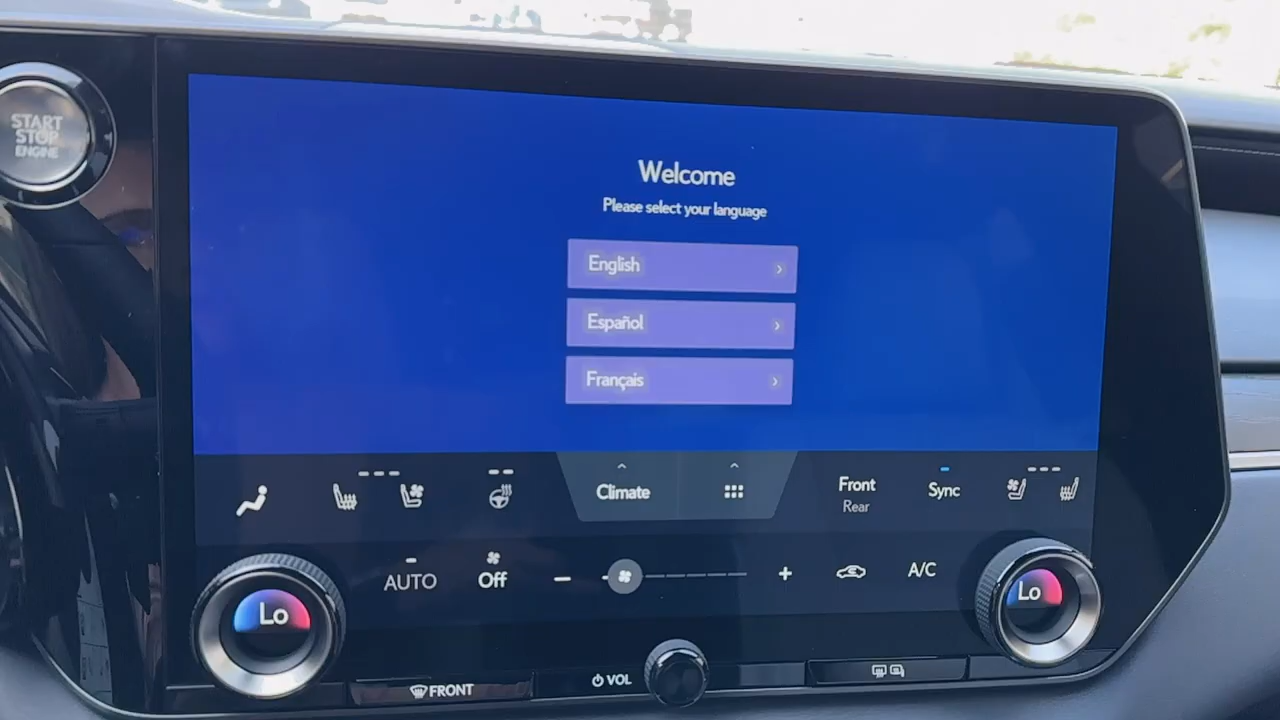 START
STOP
ENGINE
Welcome
Please select your language
English
Español
Français
Climate
Front
Rear
Sync
AUTO
Off
A/C
Lo
Lo
FRONT
VOL